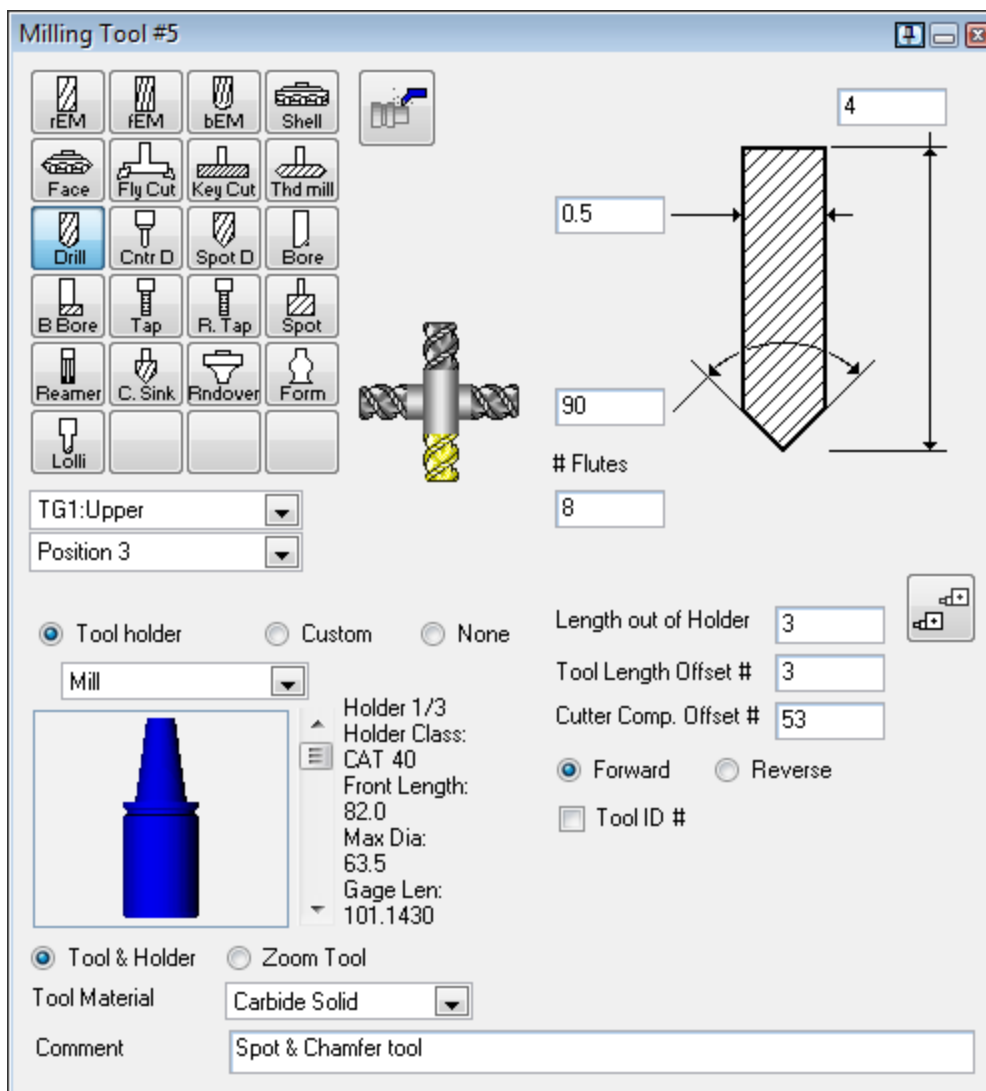 Milling Tool #5
rEM fEM bEM Shell
Face Fly Cut Key Cut Thd mill
Drill Cntr D Spot D Bore
B Bore Tap R. Tap Spot
Reamer C. Sink Rndover Form
Lolli
4
0.5
90
# Flutes
8
TG1:Upper
Position 3
Tool holder Custom None
Mill
Holder 1/3
Holder Class:
CAT 40
Front Length:
82.0
Max Dia:
63.5
Gage Len:
101.1430
Length out of Holder 3
Tool Length Offset # 3
Cutter Comp. Offset # 53
Forward Reverse
Tool ID #
Tool & Holder Zoom Tool
Tool Material Carbide Solid
Comment Spot & Chamfer tool